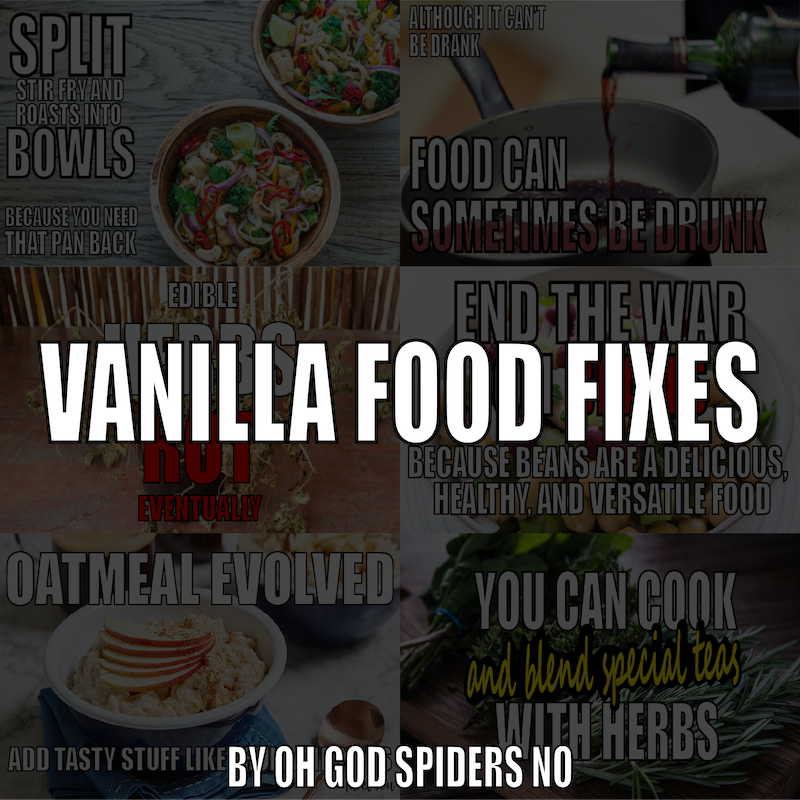 SPLIT
STIR FRY AND
ROASTS INTO
BOWLS
BECAUSE YOU NEED
THAT PAN BACK
ALTHOUGH IT CAN'T
BE DRANK
FOOD CAN
SOMETIMES BE DRUNK
EDIBLE
HERBS
ROT
EVENTUALLY
END THE WAR
BECAUSE BEANS ARE A DELICIOUS,
HEALTHY, AND VERSATILE FOOD
VANILLA FOOD FIXES
OATMEAL EVOLVED
ADD TASTY STUFF LIKE
YOU CAN COOK
and blend special teas
WITH HERBS
BY OH GOD SPIDERS NO